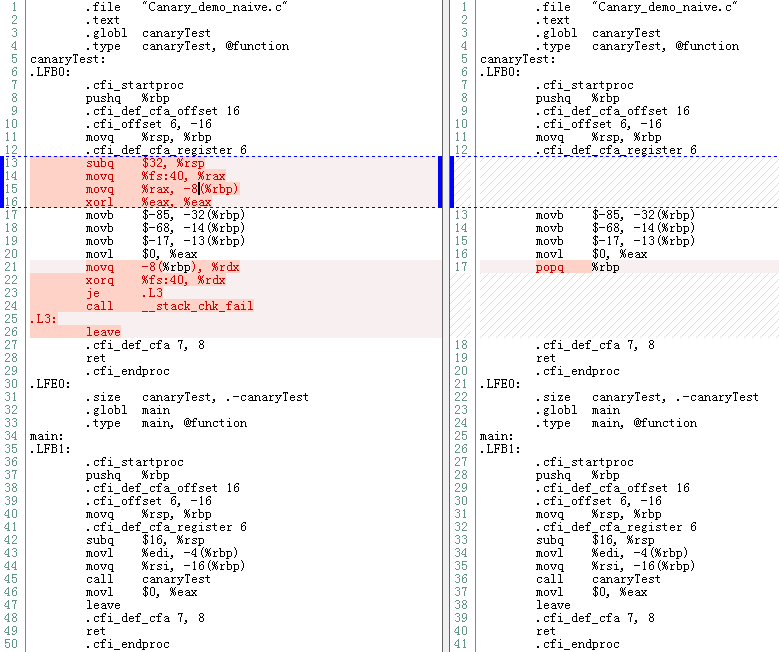 1 .file "Canary_demo_naive.c"
2 .text
3 .globl canaryTest
4 .type canaryTest, @function
5 canaryTest:
6 .LFB0:
7 .cfi_startproc
8 pushq %rbp
9 .cfi_def_cfa_offset 16
10 .cfi_offset 6, -16
11 movq %rsp, %rbp
12 .cfi_def_cfa_register 6
13 subq $32, %rsp
14 movq %fs:40, %rax
15 movq %rax, -8(%rbp)
16 xorl %eax, %eax
17 movb $-85, -32(%rbp)
18 movb $-68, -14(%rbp)
19 movb $-17, -13(%rbp)
20 movl $0, %eax
21 movq -8(%rbp), %rdx
22 xorq %fs:40, %rdx
23 je .L3
24 call __stack_chk_fail
25 .L3:
26 leave
27 .cfi_def_cfa 7, 8
28 ret
29 .cfi_endproc
30 .LFE0:
31 .size canaryTest, .-canaryTest
32 .globl main
33 .type main, @function
34 main:
35 .LFB1:
36 .cfi_startproc
37 pushq %rbp
38 .cfi_def_cfa_offset 16
39 .cfi_offset 6, -16
40 movq %rsp, %rbp
41 .cfi_def_cfa_register 6
42 subq $16, %rsp
43 movl %edi, -4(%rbp)
44 movq %rsi, -16(%rbp)
45 call canaryTest
46 movl $0, %eax
47 leave
48 .cfi_def_cfa 7, 8
49 ret
50 .cfi_endproc
1 .file "Canary_demo_naive.c"
2 .text
3 .globl canaryTest
4 .type canaryTest, @function
5 canaryTest:
6 .LFB0:
7 .cfi_startproc
8 pushq %rbp
9 .cfi_def_cfa_offset 16
10 .cfi_offset 6, -16
11 movq %rsp, %rbp
12 .cfi_def_cfa_register 6
13 movb $-85, -32(%rbp)
14 movb $-68, -14(%rbp)
15 movb $-17, -13(%rbp)
16 movl $0, %eax
17 popq %rbp
18 .cfi_def_cfa 7, 8
19 ret
20 .cfi_endproc
21 .LFE0:
22 .size canaryTest, .-canaryTest
23 .globl main
24 .type main, @function
25 main:
26 .LFB1:
27 .cfi_startproc
28 pushq %rbp
29 .cfi_def_cfa_offset 16
30 .cfi_offset 6, -16
31 movq %rsp, %rbp
32 .cfi_def_cfa_register 6
33 subq $16, %rsp
34 movl %edi, -4(%rbp)
35 movq %rsi, -16(%rbp)
36 call canaryTest
37 movl $0, %eax
38 leave
39 .cfi_def_cfa 7, 8
40 ret
41 .cfi_endproc